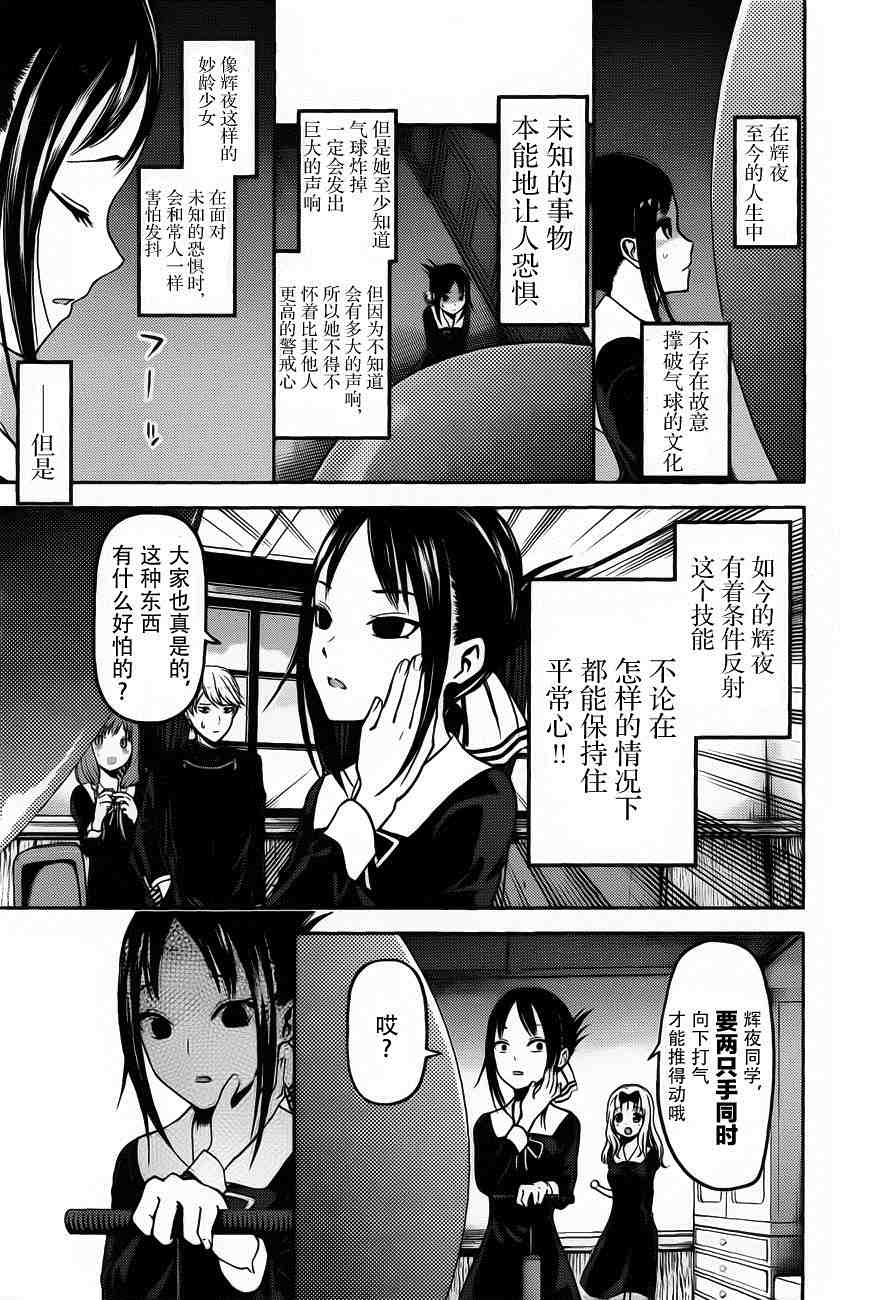 在辉夜
至今的人生中
不存在故意
撑破气球的文化
未知的事物
本能地让人恐惧
但是她至少知道
气球炸掉
一定会发出
巨大的声响
但因为不知道
会有多大的声响,
所以她不得不
怀着比其他人
更高的警戒心
像辉夜这样的
妙龄少女
在面对
未知的恐惧时,
会和常人一样
害怕发抖
——但是
如今的辉夜
有着条件反射
这个技能
不论在
怎样的情况下
都能保持住
平常心!!
大家也真是的,
这种东西
有什么好怕的?
辉夜同学,
要两只手同时
向下打气
才能推得动哦
哎?